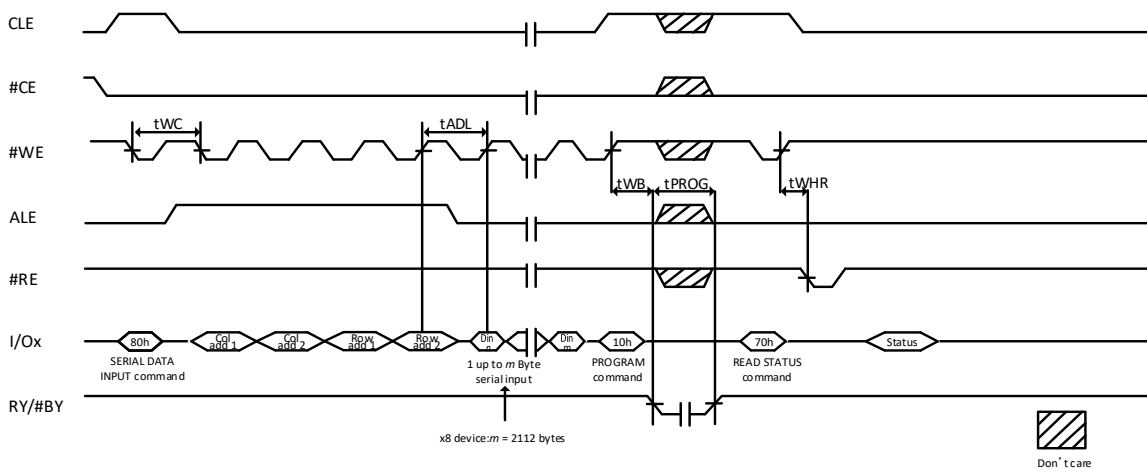 CLE
#CE
tWC
tADL
#WE
tWB
tPROG
tWHR
ALE
#RE
I/Ox
80h
Col
add 1
Col
add 2
Row
add 1
Row
add 2
Din
n
Din
m
10h
70h
Status
SERIAL DATA
INPUT command
1 up to m Byte
serial input
PROGRAM
command
READ STATUS
command
RY/#BY
x8 device:m = 2112 bytes
Don't care